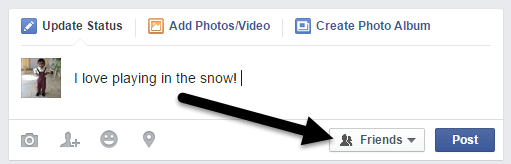 Update Status Add Photos/Video Create Photo Album
I love playing in the snow!
Friends Post